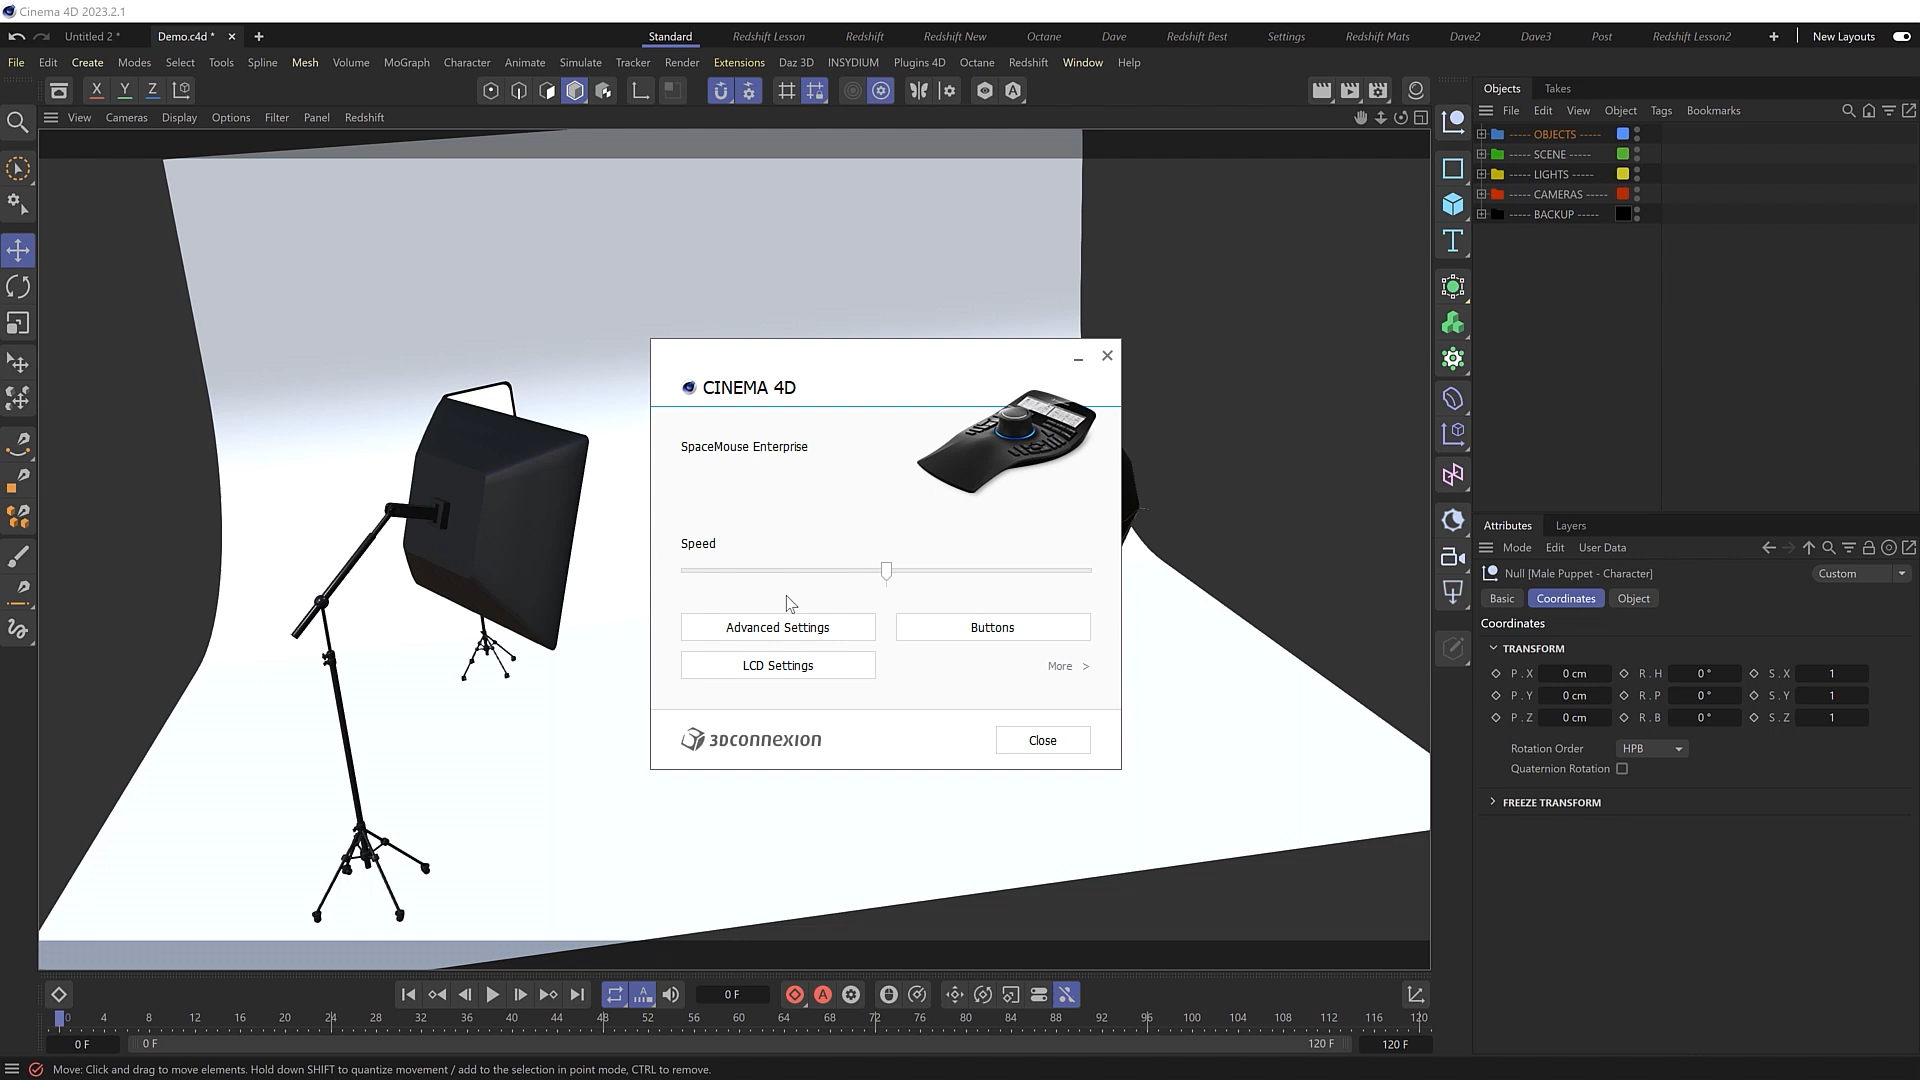 Cinema 4D 2023.2.1
Untitled 2 * Demo.c4d * Standard Redshift Lesson Redshift Redshift New Octane Dave Redshift Best Settings Redshift Mats Dave2 Dave3 Post Redshift Lesson2 New Layouts
File Edit Create Modes Select Tools Spline Mesh Volume MoGraph Character Animate Simulate Tracker Render Extensions Daz 3D INSYDIUM Plugins 4D Octane Redshift Window Help
X Y Z
Objects Takes
View Cameras Display Options Filter Panel Redshift
File Edit View Object Tags Bookmarks
----- OBJECTS -----
----- SCENE -----
----- LIGHTS -----
----- CAMERAS -----
----- BACKUP -----
CINEMA 4D
SpaceMouse Enterprise
Speed
Advanced Settings Buttons
LCD Settings More >
3Dconnexion Close
Attributes Layers
Mode Edit User Data
Null [Male Puppet - Character] Custom
Basic Coordinates Object
Coordinates
TRANSFORM
P . X 0 cm R . H 0 ° S . X 1
P . Y 0 cm R . P 0 ° S . Y 1
P . Z 0 cm R . B 0 ° S . Z 1
Rotation Order HPB
Quaternion Rotation
FREEZE TRANSFORM
0 F
0 4 8 12 16 20 24 28 32 36 40 44 48 52 56 60 64 68 72 76 80 84 88 92 96 100 104 108 112 116 120
0 F 0 F 120 F 120 F
Move: Click and drag to move elements. Hold down SHIFT to quantize movement / add to the selection in point mode, CTRL to remove.